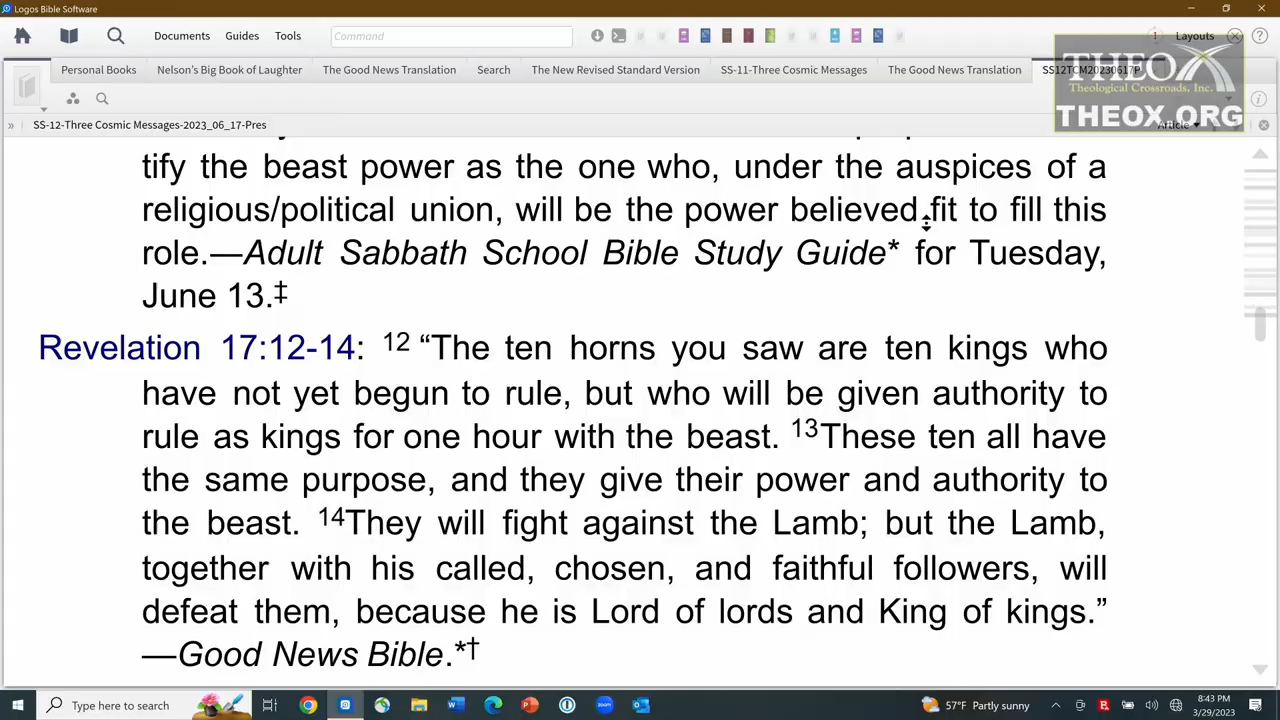 Logos Bible Software
Documents Guides Tools Command Layouts
Personal Books Nelson's Big Book of Laughter Search The New Revised Standard Version SS-11-Three Cosmic Messages The Good News Translation SS12TCM20230617P
THEOX
Theological Crossroads, Inc.
THEOX.ORG
SS-12-Three Cosmic Messages-2023_06_17-Pres Article
tify the beast power as the one who, under the auspices of a
religious/political union, will be the power believed fit to fill this
role.—Adult Sabbath School Bible Study Guide* for Tuesday,
June 13.‡
Revelation 17:12-14: 12 “The ten horns you saw are ten kings who
have not yet begun to rule, but who will be given authority to
rule as kings for one hour with the beast. 13These ten all have
the same purpose, and they give their power and authority to
the beast. 14They will fight against the Lamb; but the Lamb,
together with his called, chosen, and faithful followers, will
defeat them, because he is Lord of lords and King of kings.”
—Good News Bible.*†
Type here to search
57°F Partly sunny
8:43 PM
3/29/2023